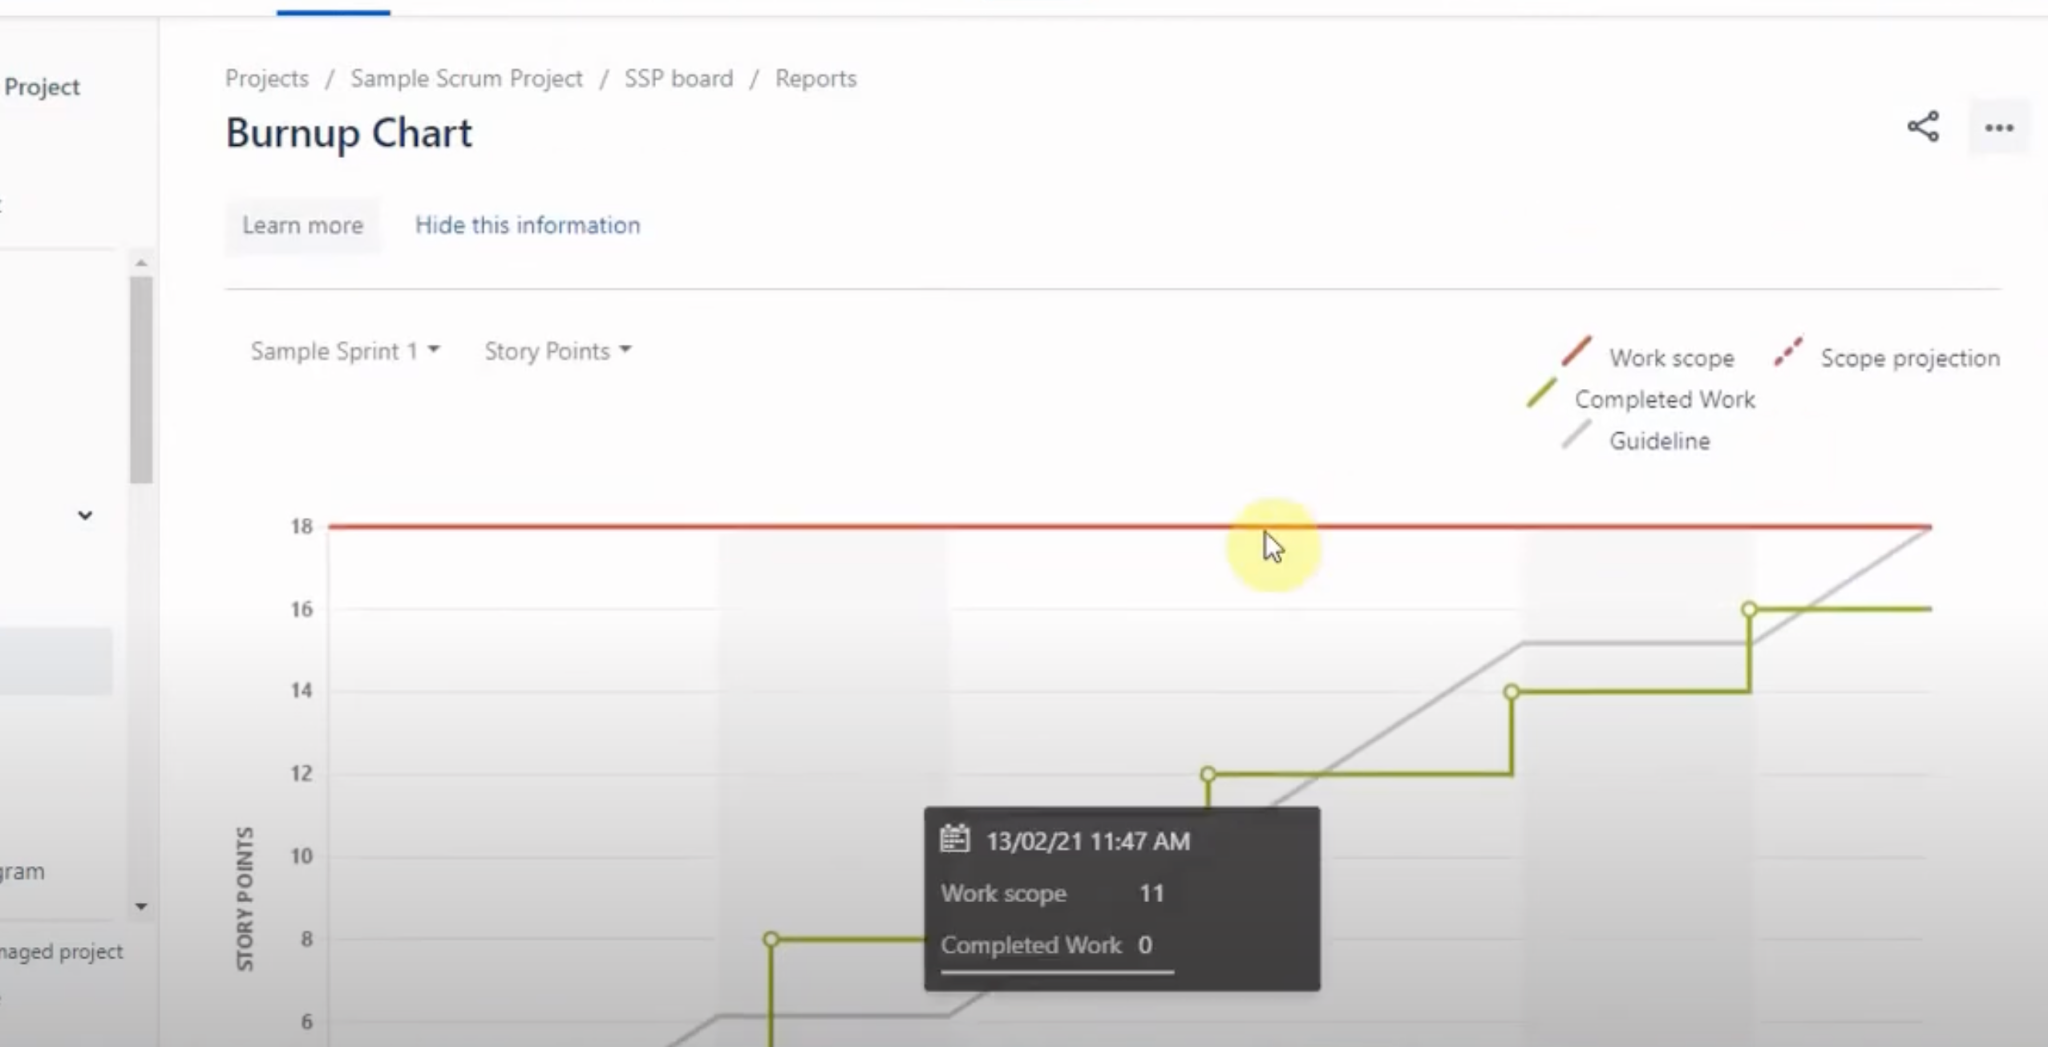 Project
Projects / Sample Scrum Project / SSP board / Reports
Burnup Chart
Learn more Hide this information
Sample Sprint 1 Story Points
Work scope Scope projection
Completed Work
Guideline
18
16
14
12
10
8
6
STORY POINTS
13/02/21 11:47 AM
Work scope 11
Completed Work 0
gram
naged project